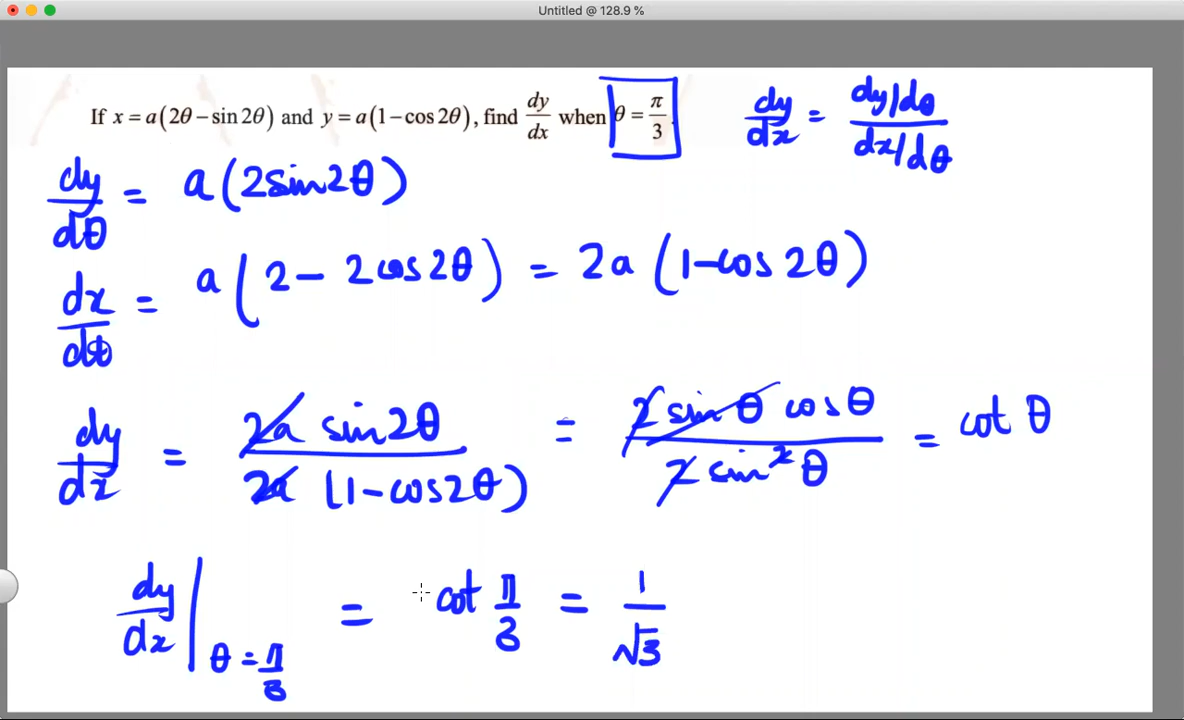 Untitled @ 128.9 %
If x = a(2θ – sin 2θ) and y = a(1 – cos 2θ), find dy/dx when θ = π/3.
dy/dx = (dy/dθ)/(dx/dθ)
dy/dθ = a(2sin2θ)
dx/dθ = a(2 – 2cos2θ) = 2a(1–cos2θ)
dy/dx = 2a sin2θ / 2a (1–cos2θ) = 2 sinθ cosθ / 2 sin²θ = cot θ
dy/dx |θ = π/3 = cot π/3 = 1/√3